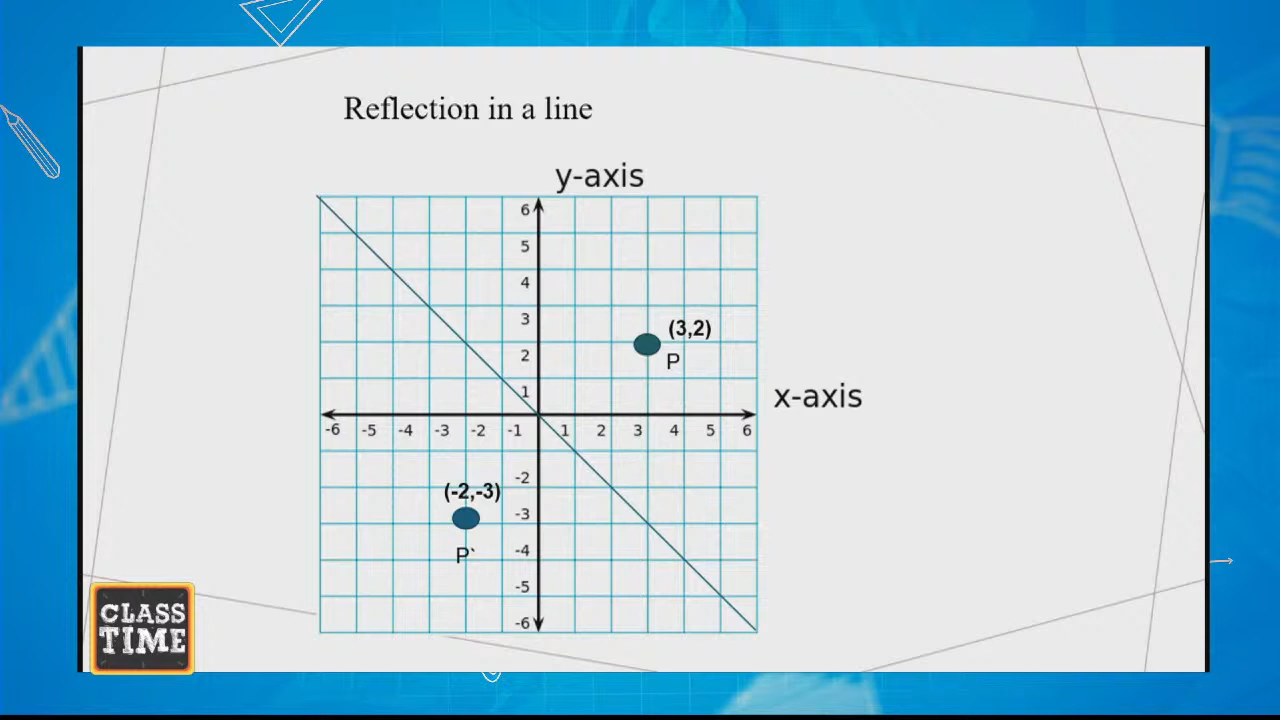 Reflection in a line
y-axis
6
5
4
3
(3,2)
2
P
1
x-axis
-6 -5 -4 -3 -2 -1 1 2 3 4 5 6
-2
(-2,-3)
-3
-4
P`
-5
-6
CLASS
TIME